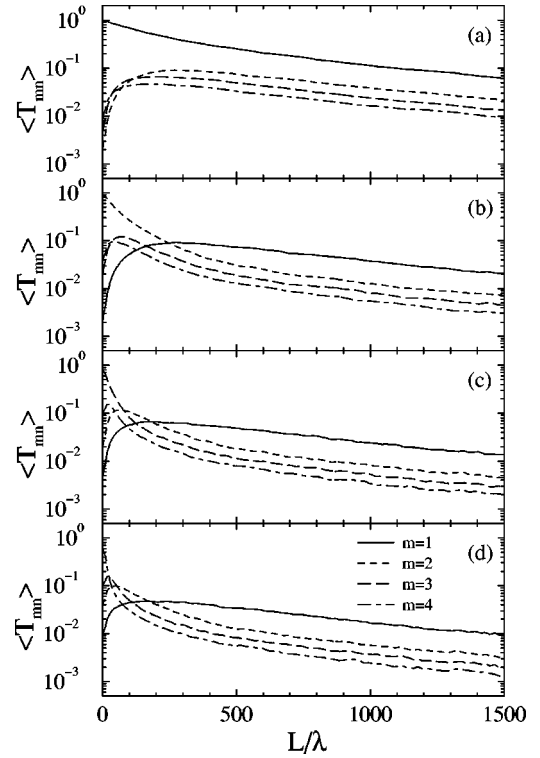 10⁰
10⁻¹
10⁻²
10⁻³
<Tₘₙ>
(a)
10⁰
10⁻¹
10⁻²
10⁻³
<Tₘₙ>
(b)
10⁰
10⁻¹
10⁻²
10⁻³
<Tₘₙ>
(c)
10⁰
10⁻¹
10⁻²
10⁻³
<Tₘₙ>
(d)
m=1
m=2
m=3
m=4
0 500 1000 1500
L/λ